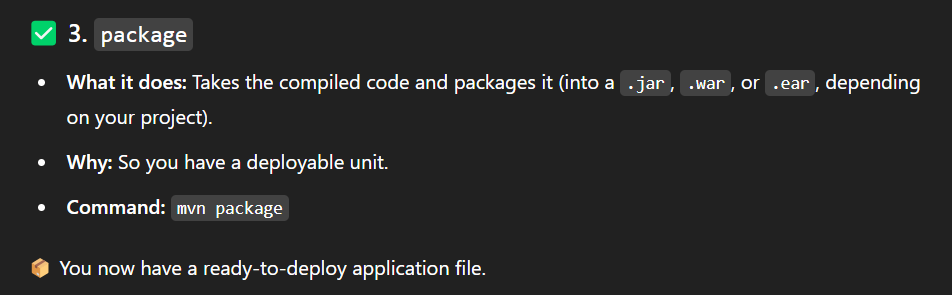 ✅ 3. package
• What it does: Takes the compiled code and packages it (into a .jar, .war, or .ear, depending
on your project).
• Why: So you have a deployable unit.
• Command: mvn package
📦 You now have a ready-to-deploy application file.